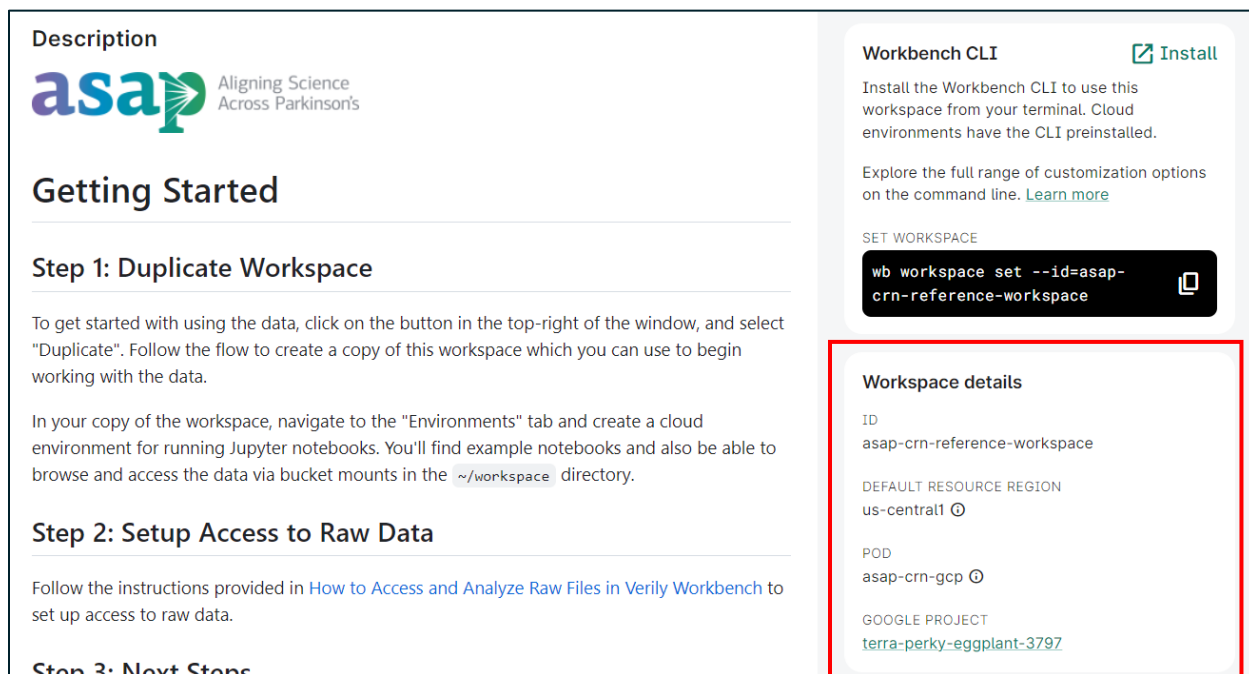 Description
asap Aligning Science
Across Parkinson's
Getting Started
Step 1: Duplicate Workspace
To get started with using the data, click on the button in the top-right of the window, and select
"Duplicate". Follow the flow to create a copy of this workspace which you can use to begin
working with the data.
In your copy of the workspace, navigate to the "Environments" tab and create a cloud
environment for running Jupyter notebooks. You'll find example notebooks and also be able to
browse and access the data via bucket mounts in the ~/workspace directory.
Step 2: Setup Access to Raw Data
Follow the instructions provided in How to Access and Analyze Raw Files in Verily Workbench to
set up access to raw data.
Step 3: Next Steps
Workbench CLI
Install
Install the Workbench CLI to use this
workspace from your terminal. Cloud
environments have the CLI preinstalled.
Explore the full range of customization options
on the command line. Learn more
SET WORKSPACE
wb workspace set --id=asap-
crn-reference-workspace
Workspace details
ID
asap-crn-reference-workspace
DEFAULT RESOURCE REGION
us-central1
POD
asap-crn-gcp
GOOGLE PROJECT
terra-perky-eggplant-3797